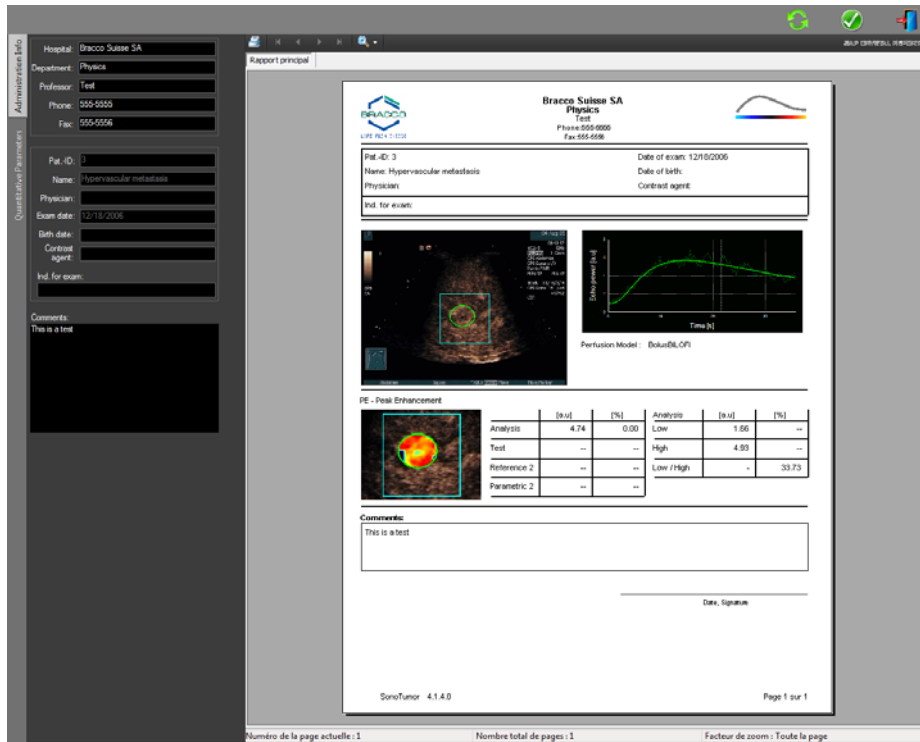 Administration Info
Quantitative Parameters
Hospital: Bracco Suisse SA
Department: Physics
Professor: Test
Phone: 555-5555
Fax: 555-5556
Pat.-ID: 3
Name: Hypervascular metastasis
Physician:
Exam date: 12/18/2006
Birth date:
Contrast
agent:
Ind. for exam:
Comments:
This is a test
Rapport principal
BRACCO
LIFE FROM INSIDE
Bracco Suisse SA
Physics
Test
Phone:555-5555
Fax:555-5556
Pat.-ID: 3 Date of exam: 12/18/2006
Name: Hypervascular metastasis Date of birth:
Physician: Contrast agent:
Ind. for exam:
Echo power [a.u]
Time [s]
Perfusion Model : BolusBILOFI
PE - Peak Enhancement
[a.u] [%] Analysis [a.u] [%]
Analysis 4.74 0.00 Low 1.66 --
Test -- -- High 4.93 --
Reference 2 -- -- Low / High - 33.73
Parametric 2 -- --
Comments:
This is a test
Date, Signature
SonoTumor 4.1.4.0 Page 1 sur 1
Numéro de la page actuelle : 1 Nombre total de pages : 1 Facteur de zoom : Toute la page